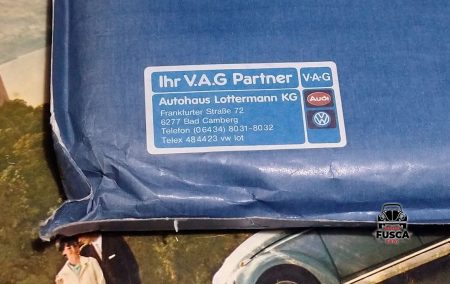 Ihr V.A.G Partner
V·A·G
Autohaus Lottermann KG
Audi
Frankfurter Straße 72
6277 Bad Camberg
Telefon (06434) 8031-8032
Telex 484423 vw lot
FUSCA